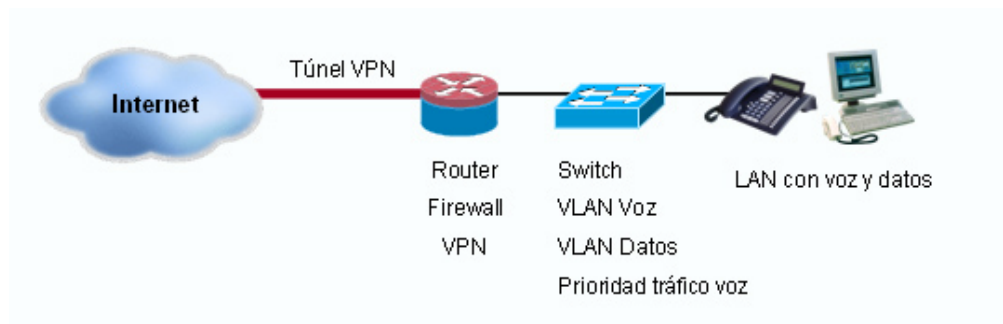 Túnel VPN
Internet
Router
Firewall
VPN
Switch
VLAN Voz
VLAN Datos
Prioridad tráfico voz
LAN con voz y datos